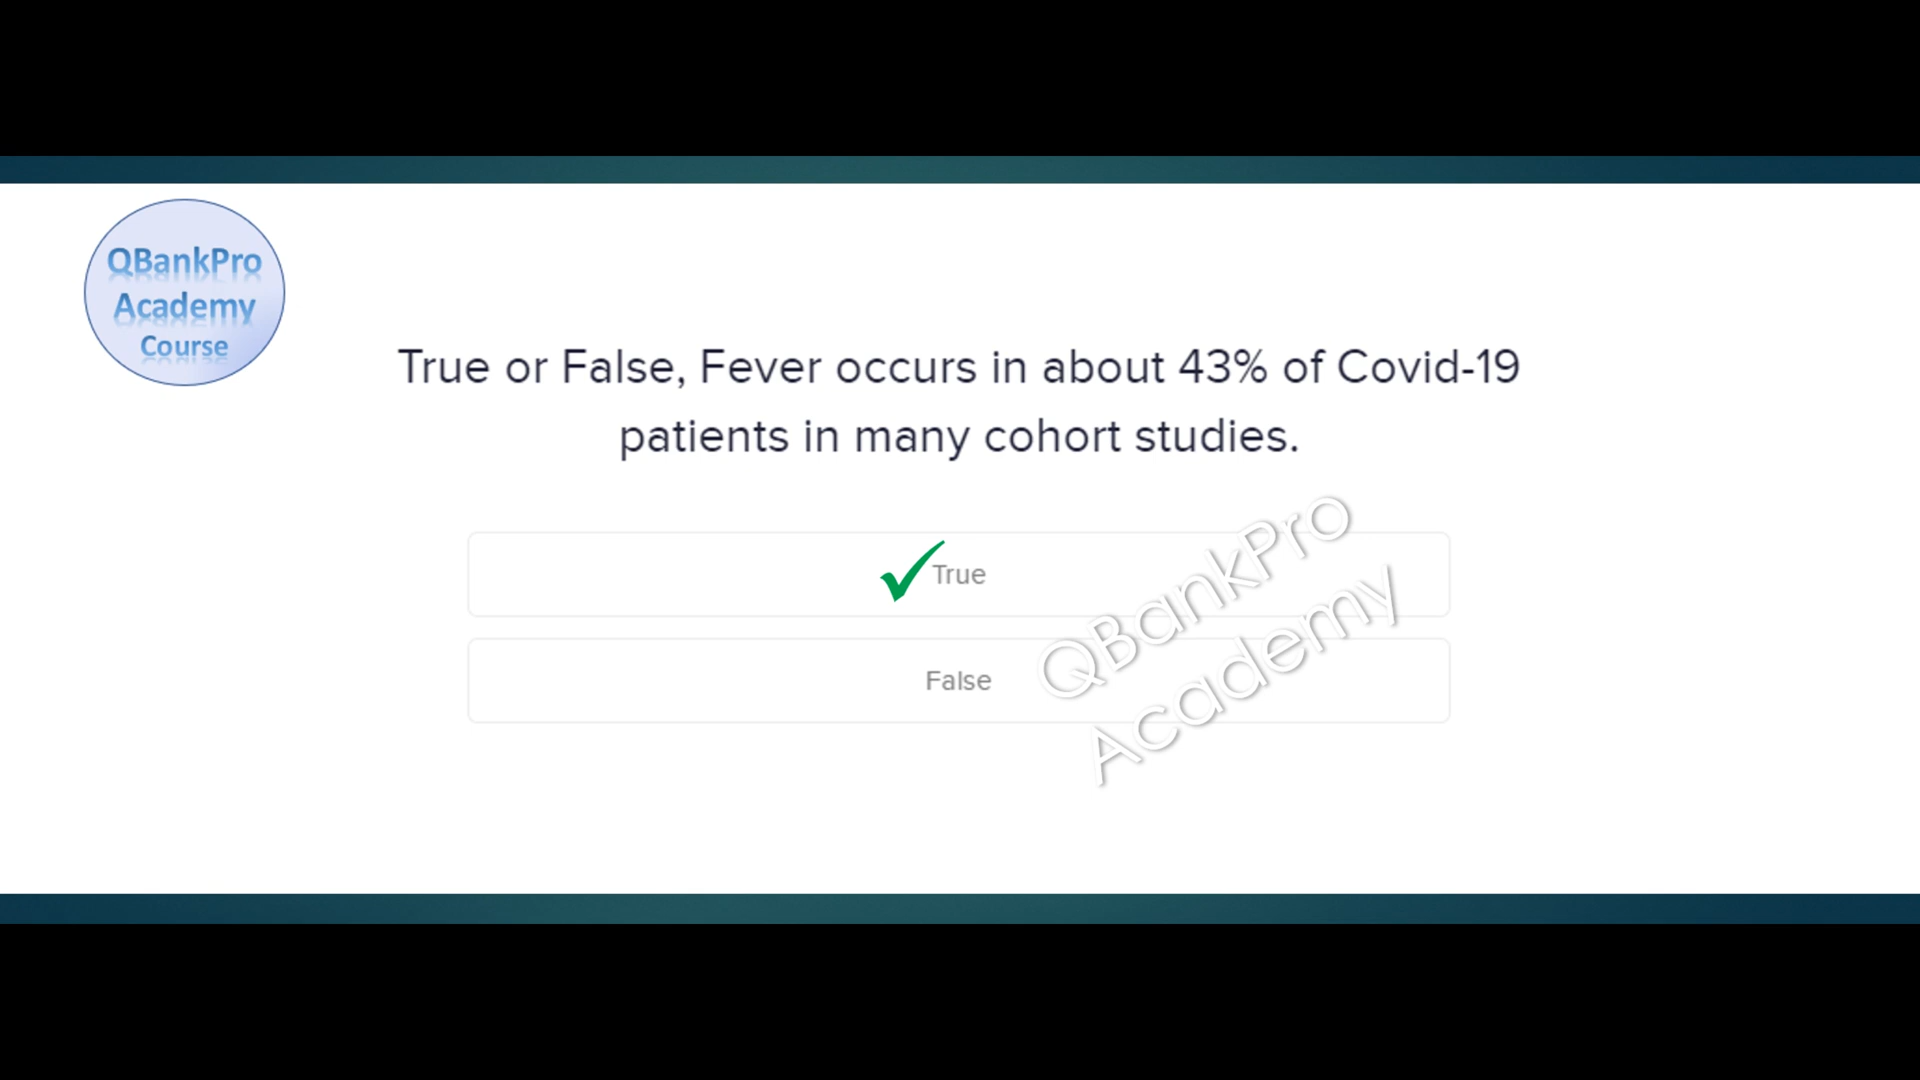 QBankPro
Academy
Course
True or False, Fever occurs in about 43% of Covid-19
patients in many cohort studies.
True
False
QBankPro
Academy